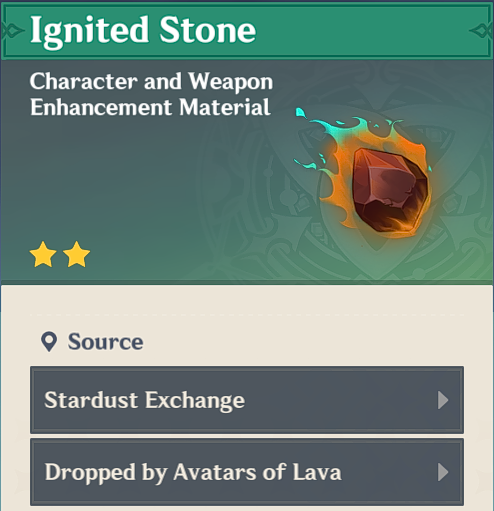 Ignited Stone
Character and Weapon
Enhancement Material
Source
Stardust Exchange
Dropped by Avatars of Lava